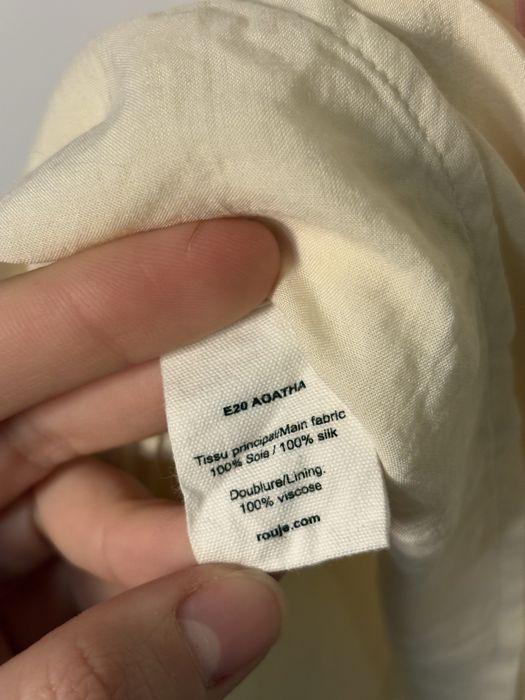 E20 AGATHA
Tissu principal/Main fabric
100% Soie / 100% silk
Doublure/Lining:
100% viscose
rouje.com